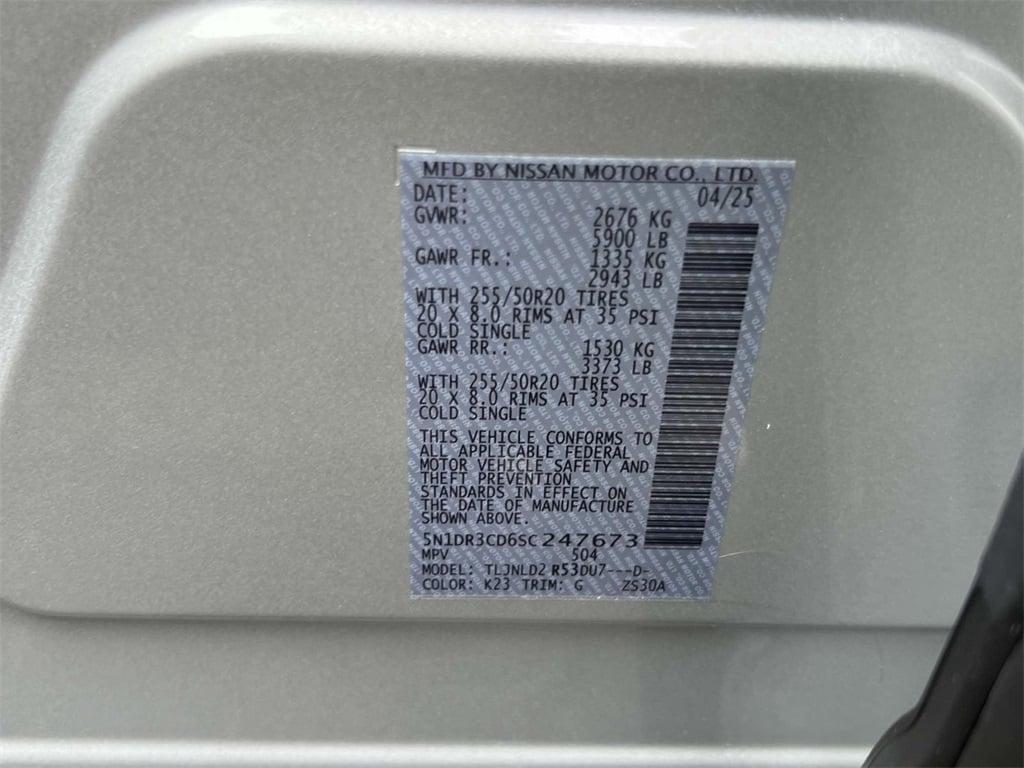 MFD BY NISSAN MOTOR CO., LTD.
DATE: 04/25
GVWR: 2676 KG
5900 LB
GAWR FR.: 1335 KG
2943 LB
WITH 255/50R20 TIRES
20 X 8.0 RIMS AT 35 PSI
COLD SINGLE
GAWR RR.: 1530 KG
3373 LB
WITH 255/50R20 TIRES
20 X 8.0 RIMS AT 35 PSI
COLD SINGLE
THIS VEHICLE CONFORMS TO
ALL APPLICABLE FEDERAL
MOTOR VEHICLE SAFETY AND
THEFT PREVENTION
STANDARDS IN EFFECT ON
THE DATE OF MANUFACTURE
SHOWN ABOVE.
5N1DR3CD6SC247673
MPV 504
MODEL: TLJNLD2 R53DU7---D-
COLOR: K23 TRIM: G ZS30A